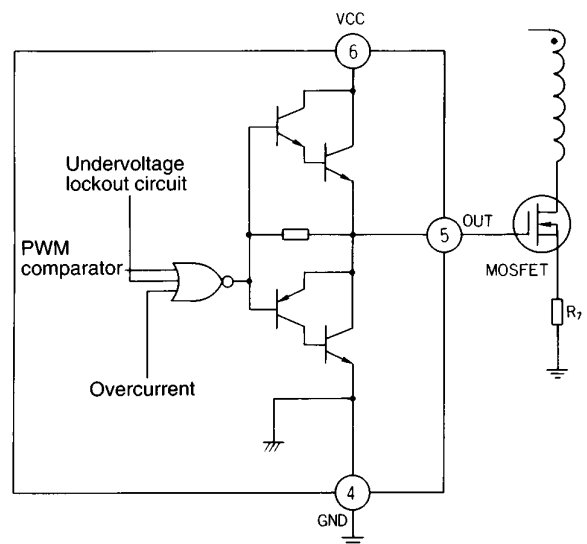 VCC
6
Undervoltage
lockout circuit
PWM
comparator
Overcurrent
5
OUT
MOSFET
R7
4
GND